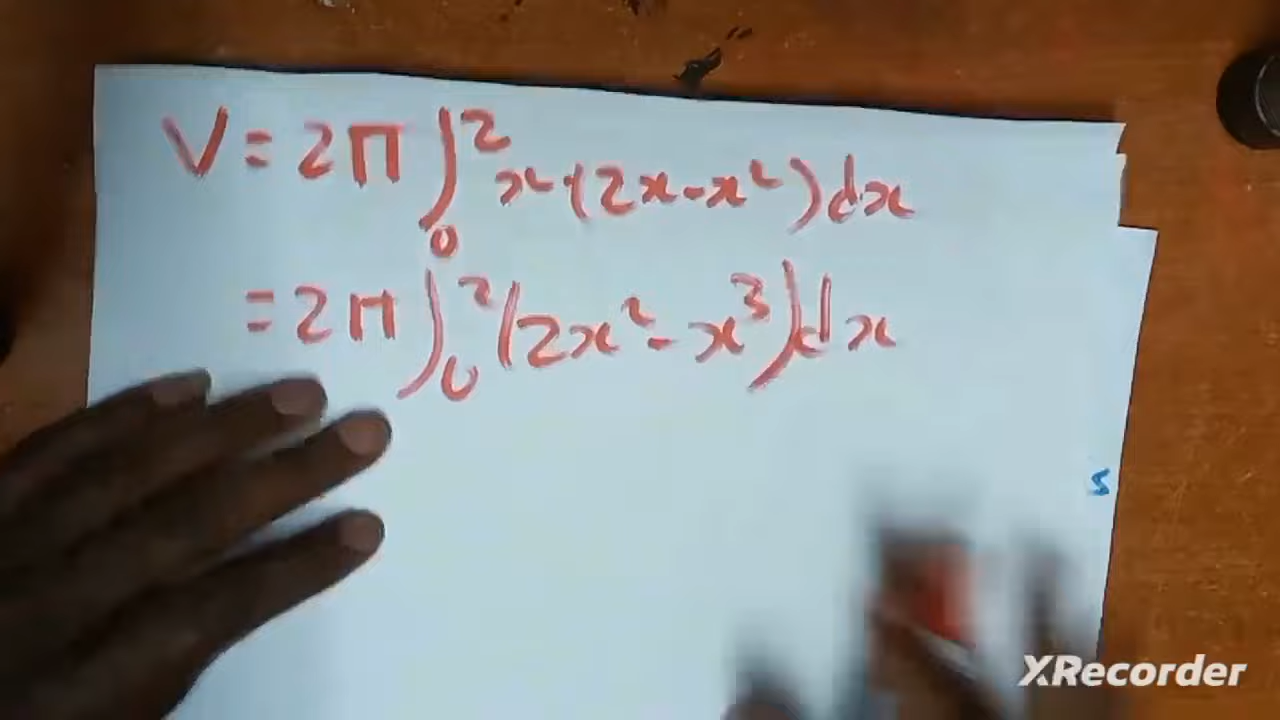 V = 2π ∫₀² x·(2x-x²)dx
= 2π ∫₀² (2x²-x³)dx
s
XRecorder